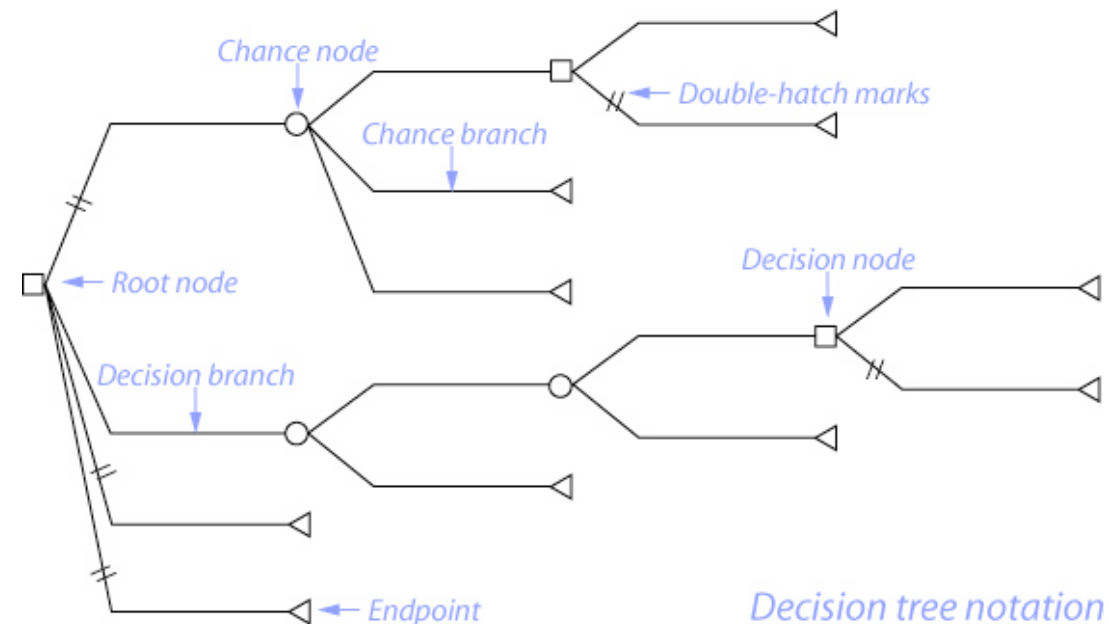 Chance node
Double-hatch marks
Chance branch
Decision node
Root node
Decision branch
Endpoint
Decision tree notation